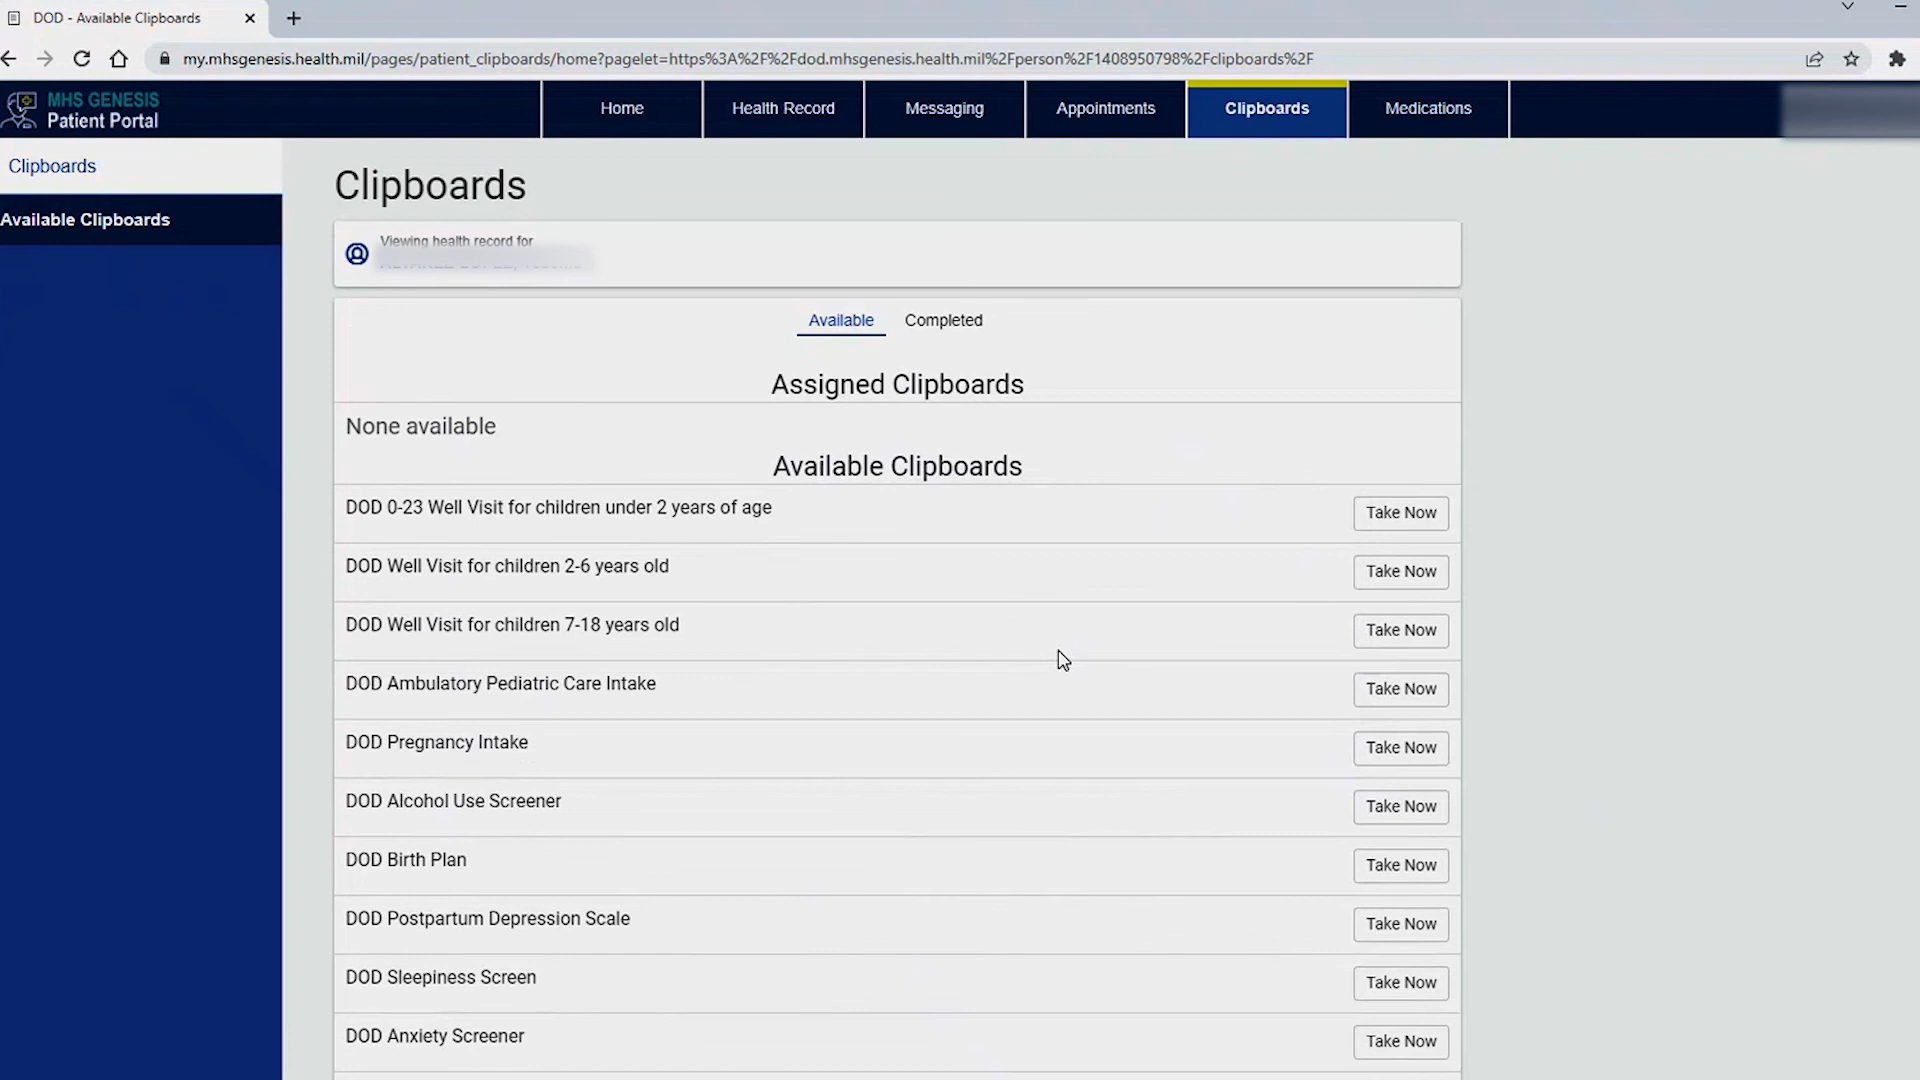 DOD - Available Clipboards
my.mhsgenesis.health.mil/pages/patient_clipboards/home?pagelet=https%3A%2F%2Fdod.mhsgenesis.health.mil%2Fperson%2F1408950798%2Fclipboards%2F
MHS GENESIS
Patient Portal
Home
Health Record
Messaging
Appointments
Clipboards
Medications
Clipboards
Available Clipboards
Clipboards
Viewing health record for
Available
Completed
Assigned Clipboards
None available
Available Clipboards
DOD 0-23 Well Visit for children under 2 years of age
Take Now
DOD Well Visit for children 2-6 years old
Take Now
DOD Well Visit for children 7-18 years old
Take Now
DOD Ambulatory Pediatric Care Intake
Take Now
DOD Pregnancy Intake
Take Now
DOD Alcohol Use Screener
Take Now
DOD Birth Plan
Take Now
DOD Postpartum Depression Scale
Take Now
DOD Sleepiness Screen
Take Now
DOD Anxiety Screener
Take Now